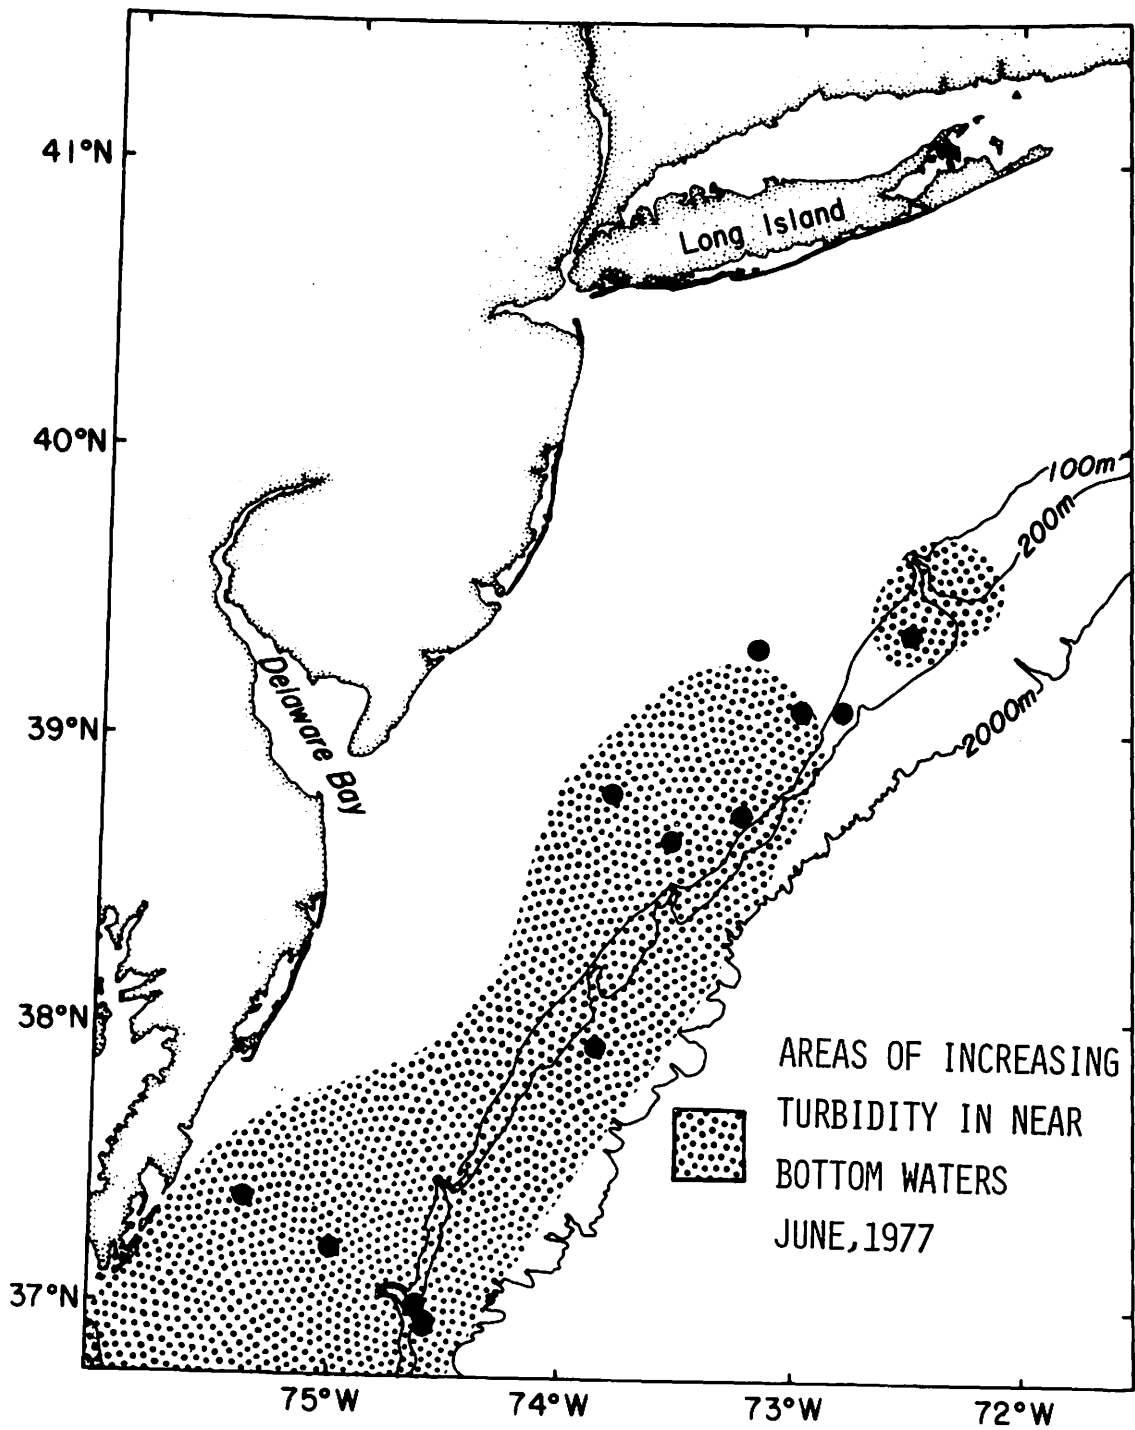 41°N
Long Island
40°N
100m
200m
39°N
Delaware Bay
2000m
38°N
AREAS OF INCREASING
TURBIDITY IN NEAR
BOTTOM WATERS
JUNE, 1977
37°N
75°W
74°W
73°W
72°W